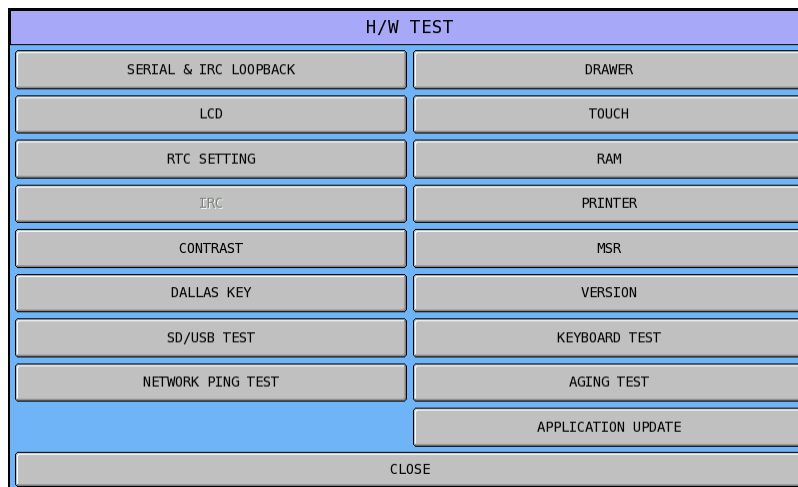 H/W TEST
SERIAL & IRC LOOPBACK
DRAWER
LCD
TOUCH
RTC SETTING
RAM
IRC
PRINTER
CONTRAST
MSR
DALLAS KEY
VERSION
SD/USB TEST
KEYBOARD TEST
NETWORK PING TEST
AGING TEST
APPLICATION UPDATE
CLOSE